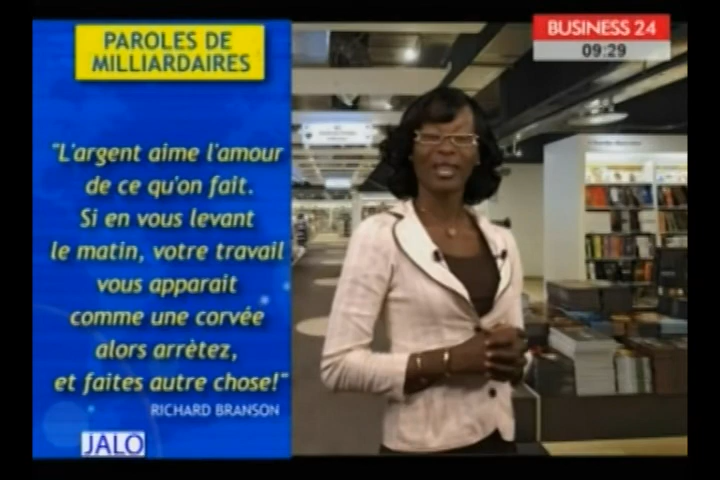 PAROLES DE
MILLIARDAIRES
BUSINESS 24
09:29
"L'argent aime l'amour
de ce qu'on fait.
Si en vous levant
le matin, votre travail
vous apparait
comme une corvée
alors arrètez,
et faites autre chose!"
RICHARD BRANSON
JALO